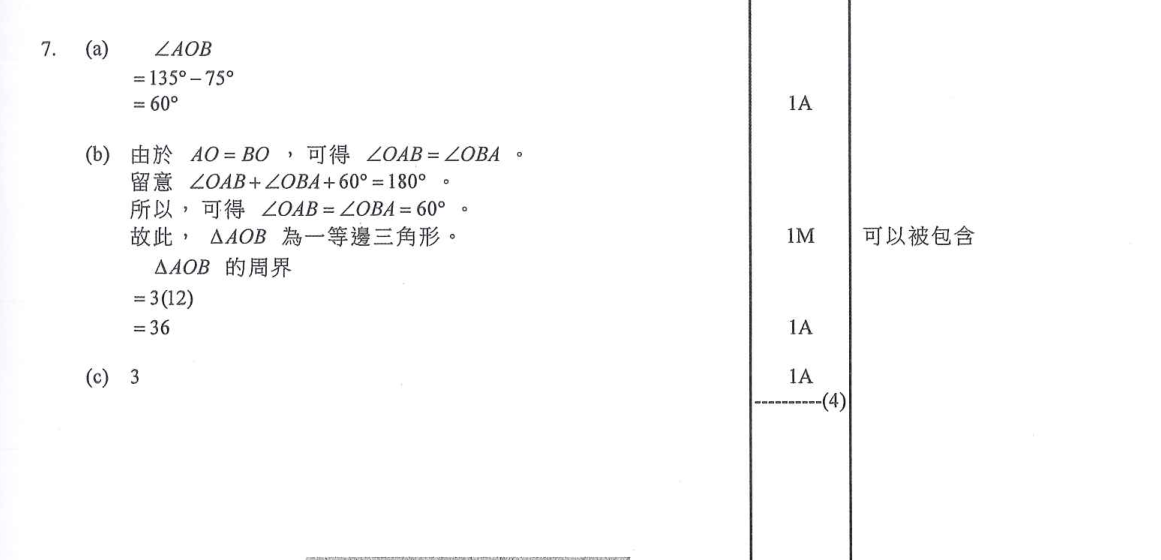 7. (a) ∠AOB
= 135° – 75°
= 60° 1A
(b) 由於 AO = BO ，可得 ∠OAB = ∠OBA 。
留意 ∠OAB + ∠OBA + 60° = 180° 。
所以，可得 ∠OAB = ∠OBA = 60° 。
故此， ΔAOB 為一等邊三角形。 1M 可以被包含
ΔAOB 的周界
= 3(12)
= 36 1A
(c) 3 1A
----------(4)